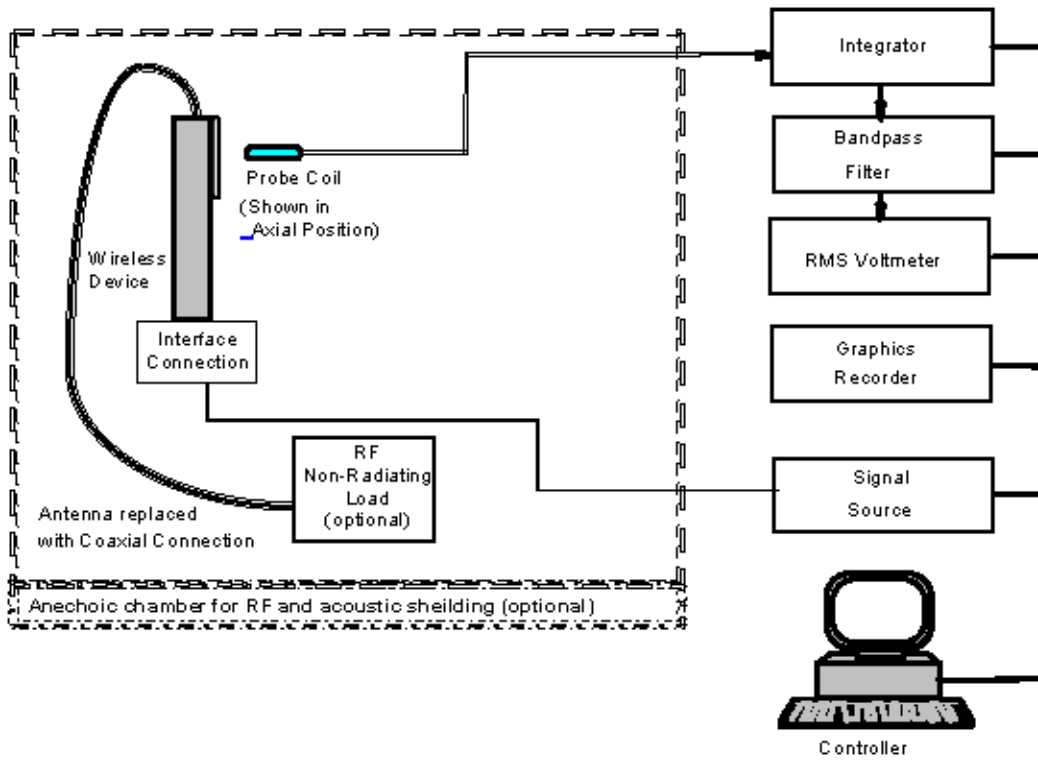 Integrator
Bandpass
Filter
Probe Coil
(Shown in
Axial Position)
Wireless
Device
RMS Voltmeter
Interface
Connection
Graphics
Recorder
RF
Non-Radiating
Load
(optional)
Signal
Source
Antenna replaced
with Coaxial Connection
Anechoic chamber for RF and acoustic sheilding (optional)
Controller